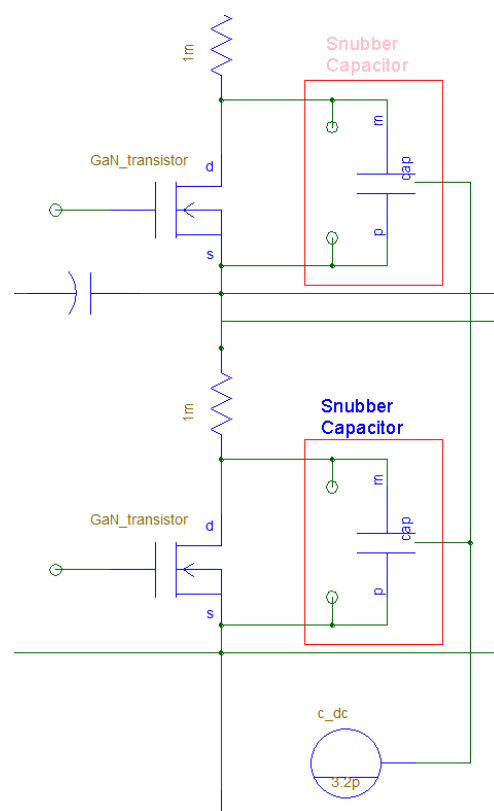 1m
Snubber
Capacitor
GaN_transistor
d
m
cap
p
s
1m
Snubber
Capacitor
GaN_transistor
d
m
cap
p
s
c_dc
3.2p